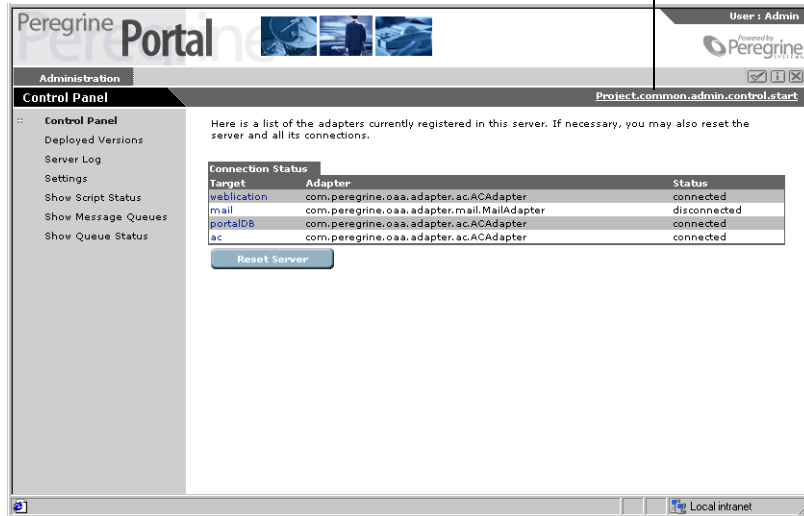 User : Admin
Peregrine Portal
Powered by
Peregrine
SYSTEMS
Administration
Control Panel
Project.common.admin.control.start
Control Panel
Deployed Versions
Server Log
Settings
Show Script Status
Show Message Queues
Show Queue Status
Here is a list of the adapters currently registered in this server. If necessary, you may also reset the
server and all its connections.
Connection Status
Target Adapter Status
weblication com.peregrine.oaa.adapter.ac.ACAdapter connected
mail com.peregrine.oaa.adapter.mail.MailAdapter disconnected
portalDB com.peregrine.oaa.adapter.ac.ACAdapter connected
ac com.peregrine.oaa.adapter.ac.ACAdapter connected
Reset Server
Local intranet